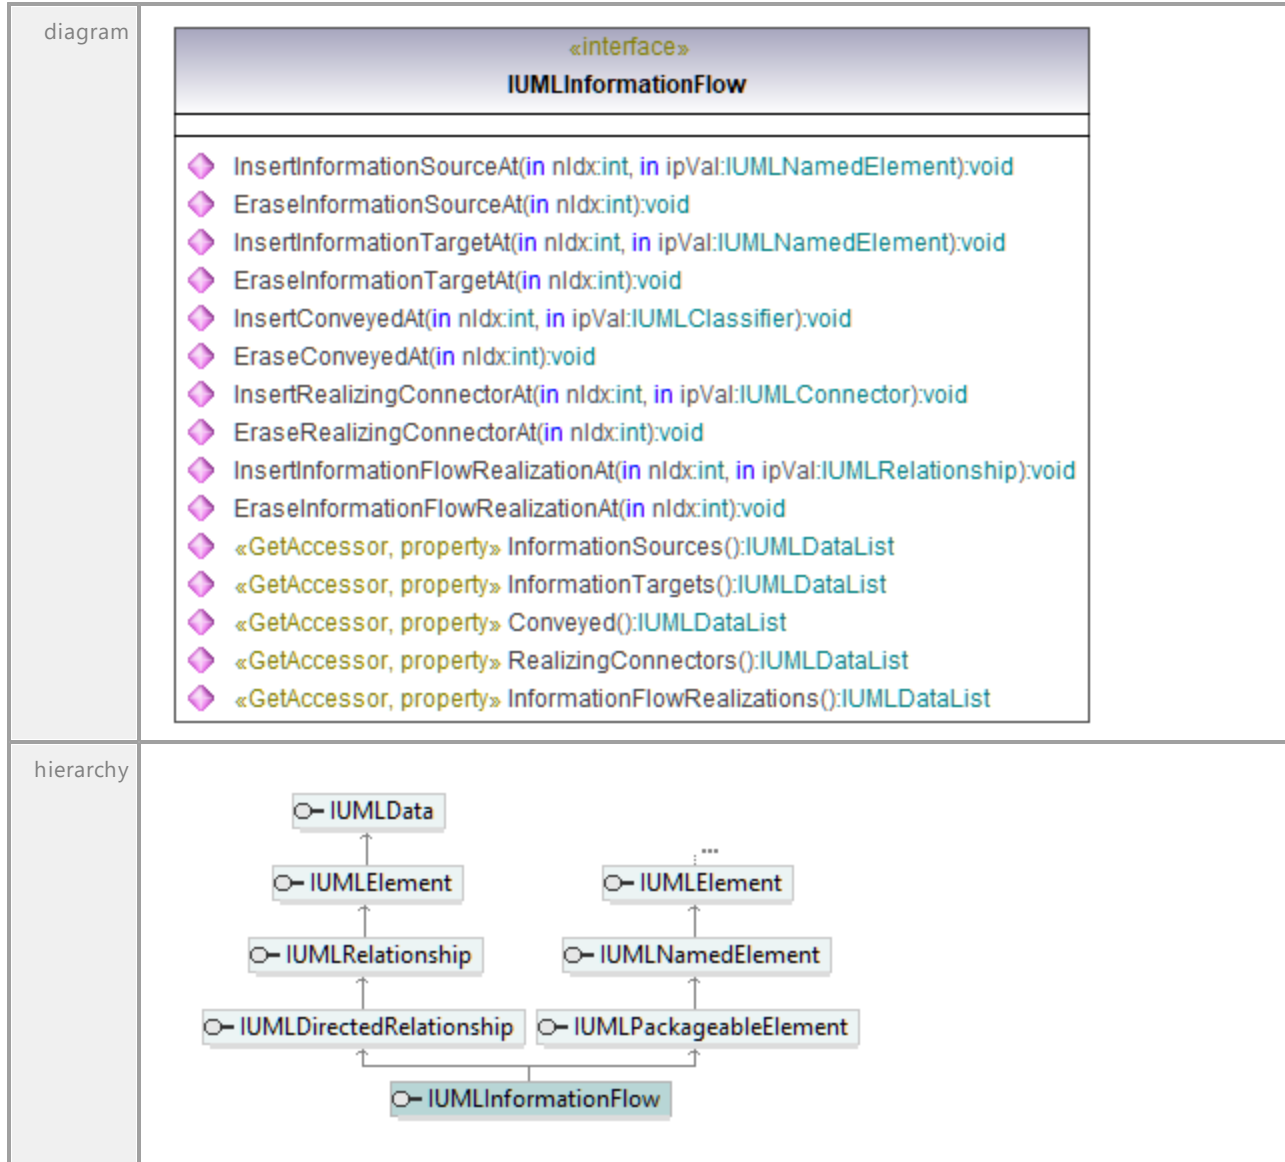 diagram
«interface»
IUMLInformationFlow
InsertInformationSourceAt(in nIdx:int, in ipVal:IUMLNamedElement):void
EraseInformationSourceAt(in nIdx:int):void
InsertInformationTargetAt(in nIdx:int, in ipVal:IUMLNamedElement):void
EraseInformationTargetAt(in nIdx:int):void
InsertConveyedAt(in nIdx:int, in ipVal:IUMLClassifier):void
EraseConveyedAt(in nIdx:int):void
InsertRealizingConnectorAt(in nIdx:int, in ipVal:IUMLConnector):void
EraseRealizingConnectorAt(in nIdx:int):void
InsertInformationFlowRealizationAt(in nIdx:int, in ipVal:IUMLRelationship):void
EraseInformationFlowRealizationAt(in nIdx:int):void
«GetAccessor, property» InformationSources():IUMLDataList
«GetAccessor, property» InformationTargets():IUMLDataList
«GetAccessor, property» Conveyed():IUMLDataList
«GetAccessor, property» RealizingConnectors():IUMLDataList
«GetAccessor, property» InformationFlowRealizations():IUMLDataList
hierarchy
IUMLData
...
IUMLElement IUMLElement
IUMLRelationship IUMLNamedElement
IUMLDirectedRelationship IUMLPackageableElement
IUMLInformationFlow